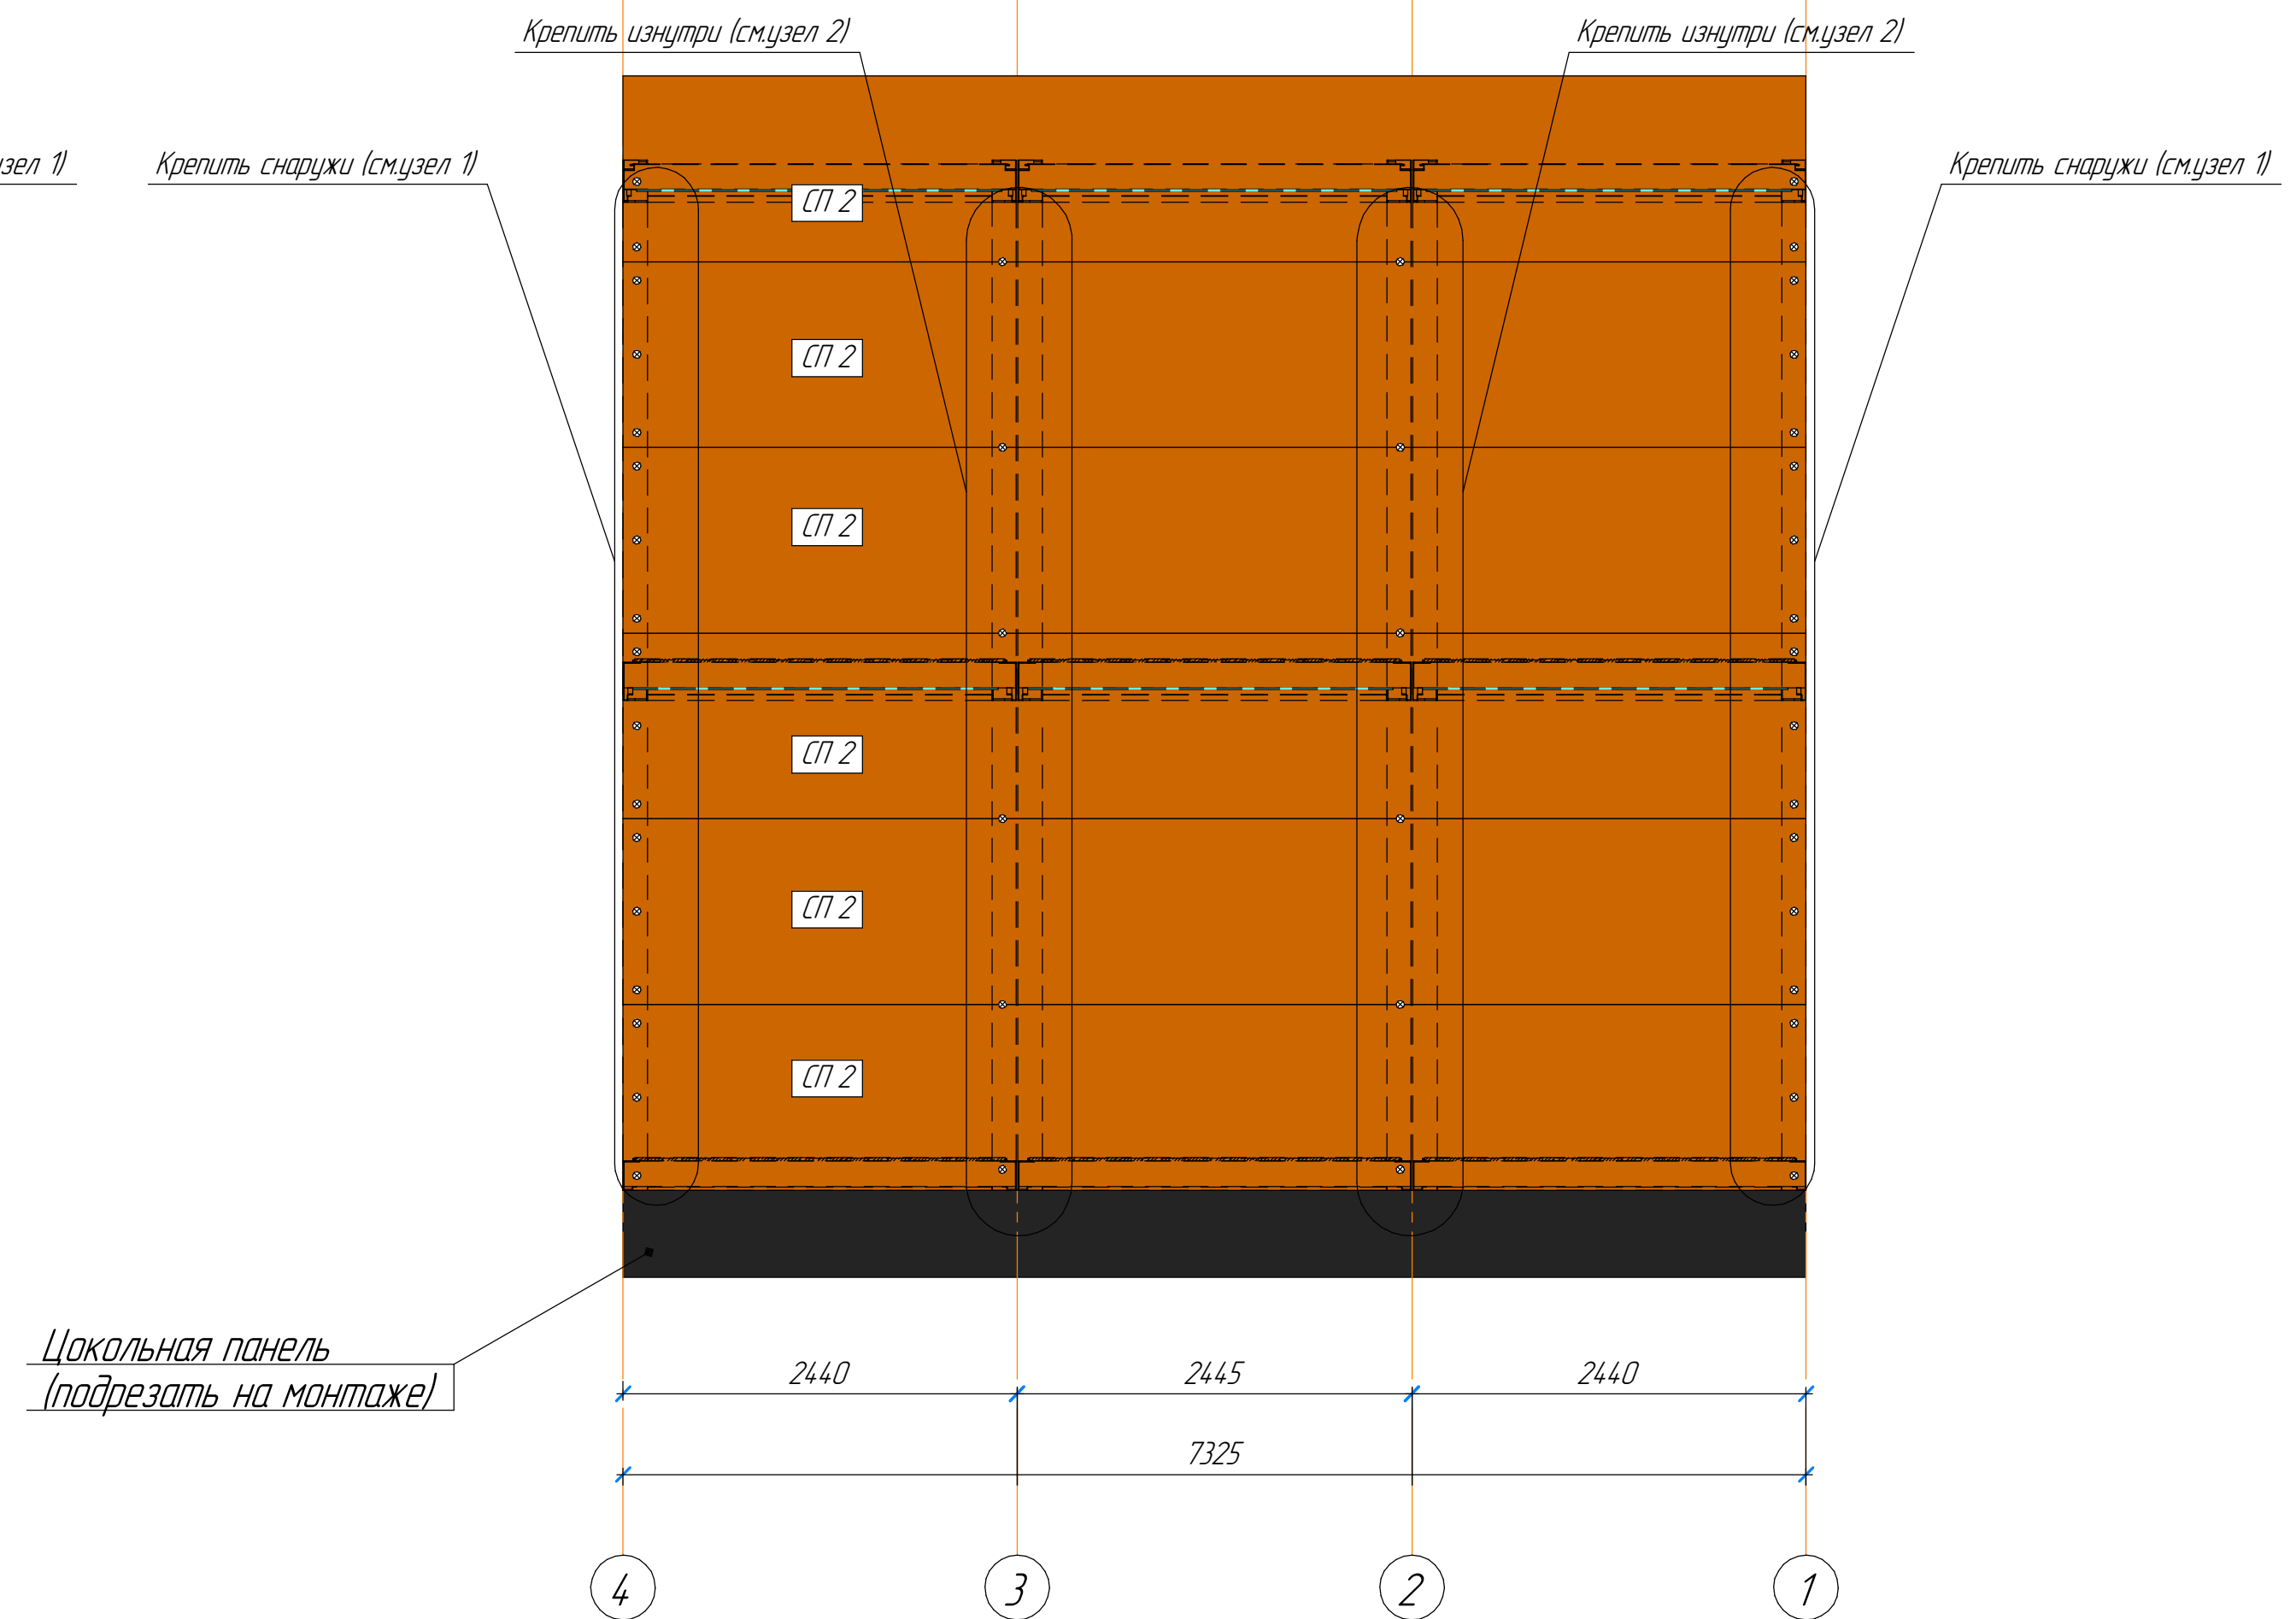 Крепить изнутри (см.узел 2)
Крепить изнутри (см.узел 2)
узел 1)
Крепить снаружи (см.узел 1)
Крепить снаружи (см.узел 1)
СП 2
СП 2
СП 2
СП 2
СП 2
СП 2
Цокольная панель
(подрезать на монтаже)
2440
2445
2440
7325
4
3
2
1